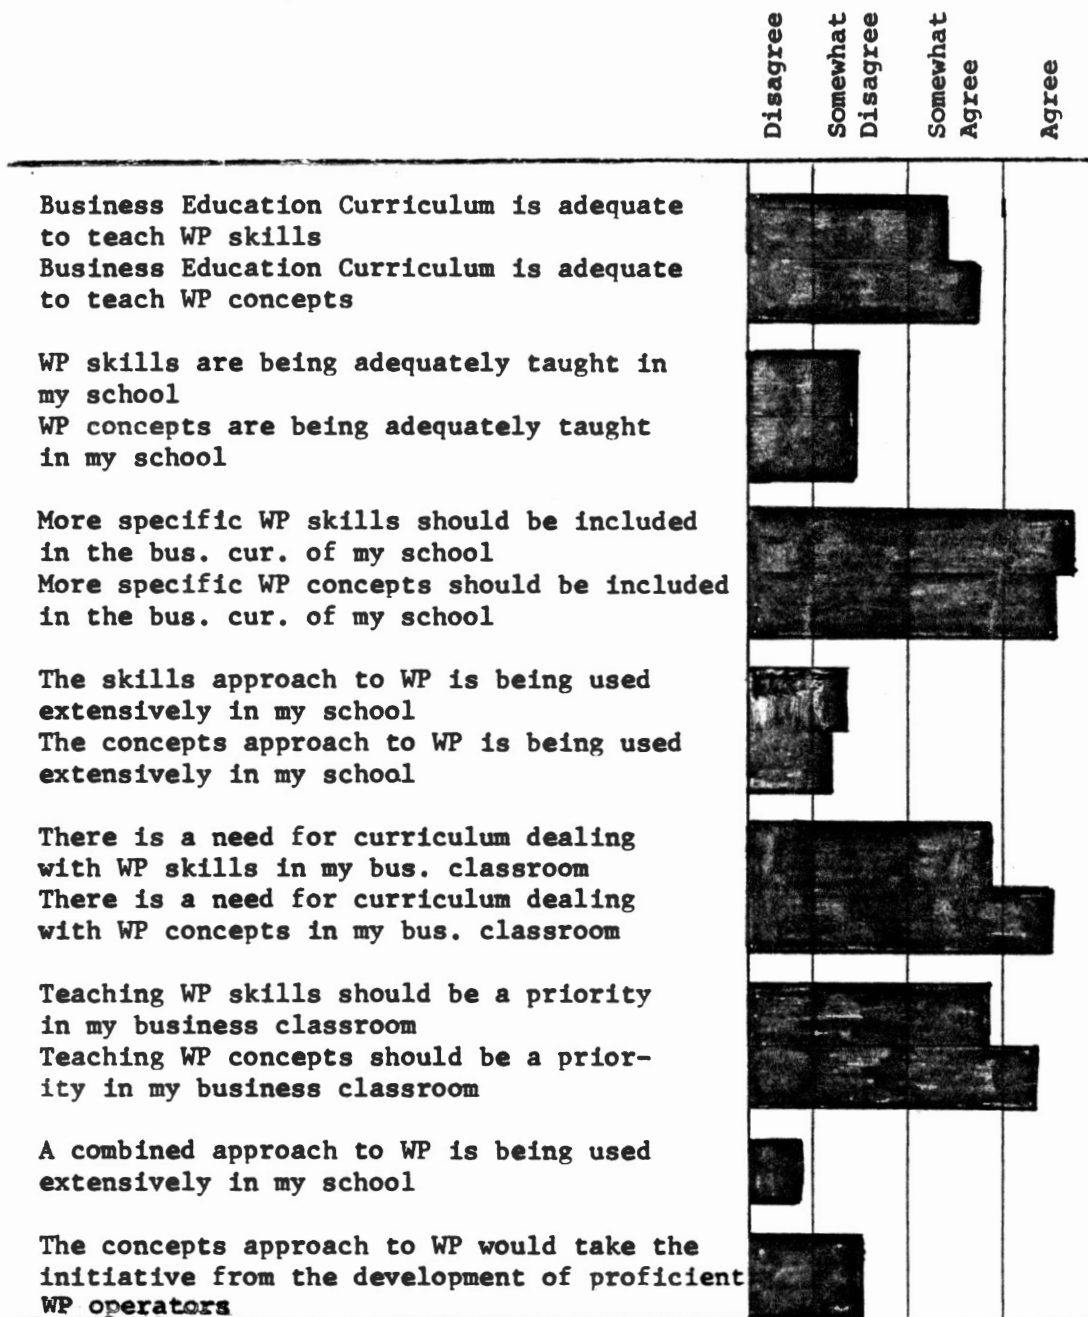 Disagree
Somewhat
Disagree
Somewhat
Agree
Agree
Business Education Curriculum is adequate
to teach WP skills
Business Education Curriculum is adequate
to teach WP concepts
WP skills are being adequately taught in
my school
WP concepts are being adequately taught
in my school
More specific WP skills should be included
in the bus. cur. of my school
More specific WP concepts should be included
in the bus. cur. of my school
The skills approach to WP is being used
extensively in my school
The concepts approach to WP is being used
extensively in my school
There is a need for curriculum dealing
with WP skills in my bus. classroom
There is a need for curriculum dealing
with WP concepts in my bus. classroom
Teaching WP skills should be a priority
in my business classroom
Teaching WP concepts should be a prior-
ity in my business classroom
A combined approach to WP is being used
extensively in my school
The concepts approach to WP would take the
initiative from the development of proficient
WP operators